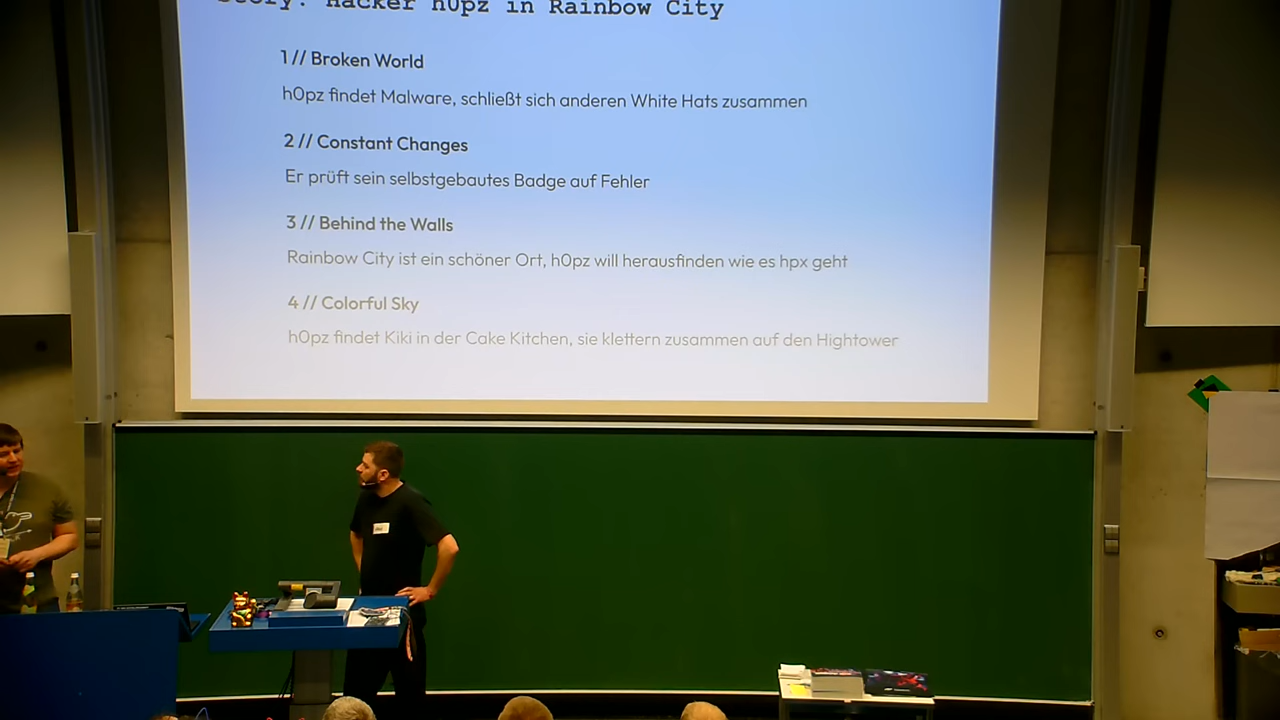 Story: Hacker h0pz in Rainbow City
1 // Broken World
h0pz findet Malware, schließt sich anderen White Hats zusammen
2 // Constant Changes
Er prüft sein selbstgebautes Badge auf Fehler
3 // Behind the Walls
Rainbow City ist ein schöner Ort, h0pz will herausfinden wie es hpx geht
4 // Colorful Sky
h0pz findet Kiki in der Cake Kitchen, sie klettern zusammen auf den Hightower